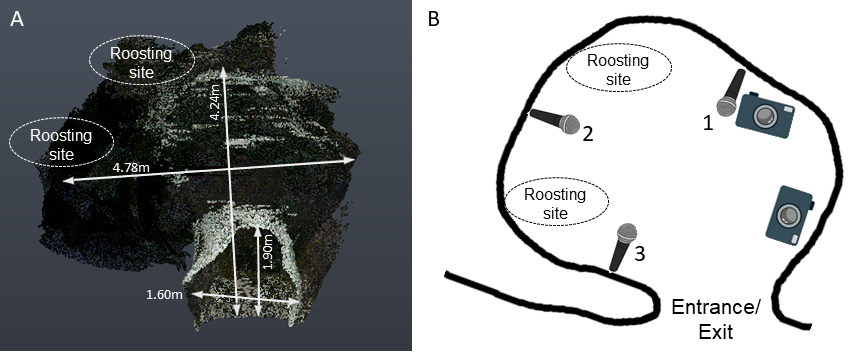 A
Roosting
site
Roosting
site
4.24m
4.78m
1.90m
1.60m
B
Roosting
site
1
2
Roosting
site
3
Entrance/
Exit